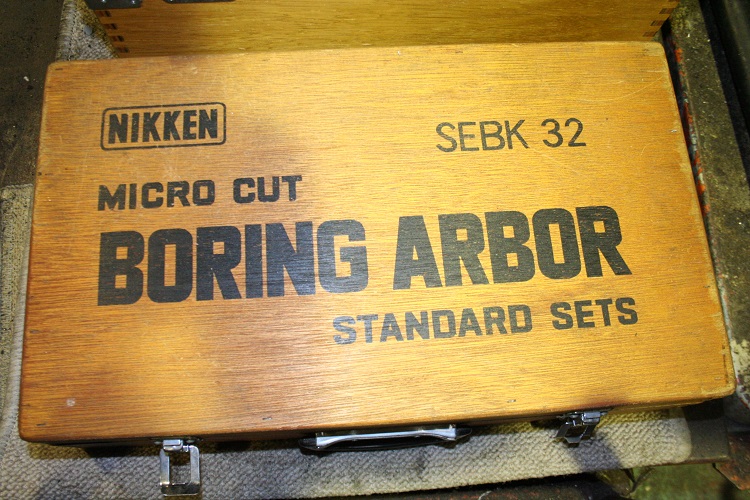 NIKKEN
SEBK 32
MICRO CUT
BORING ARBOR
STANDARD SETS